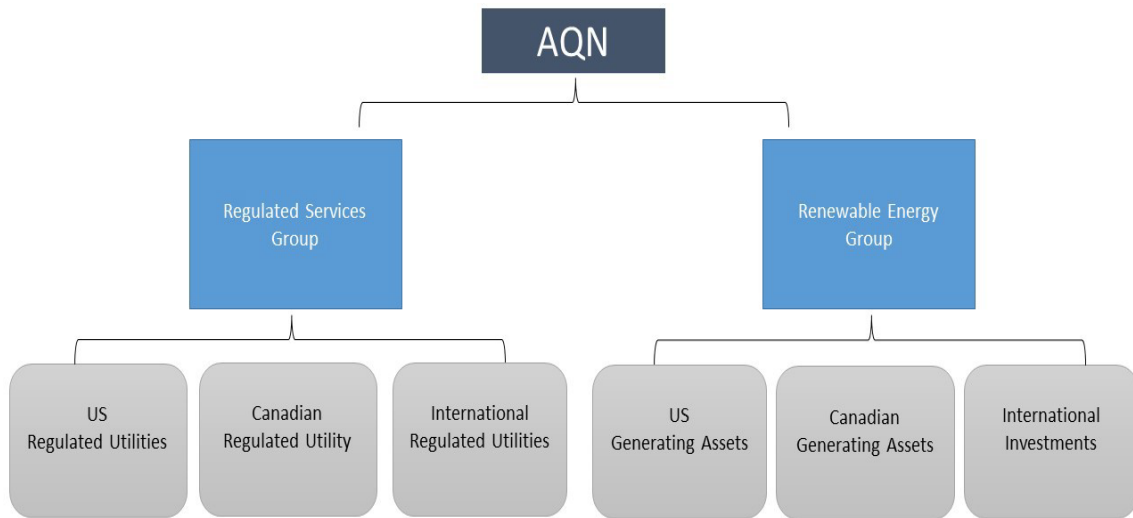 AQN
Regulated Services
Group
Renewable Energy
Group
US
Regulated Utilities
Canadian
Regulated Utility
International
Regulated Utilities
US
Generating Assets
Canadian
Generating Assets
International
Investments